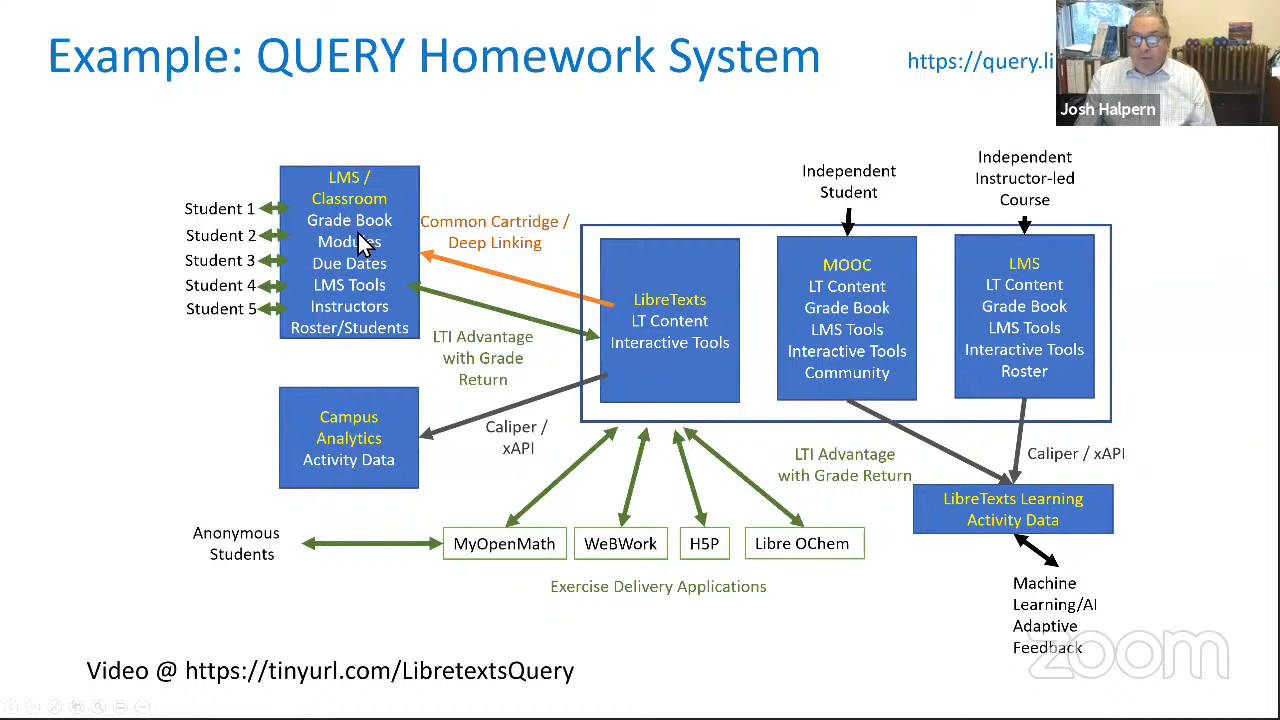 Example: QUERY Homework System
https://query.li
Josh Halpern
LMS /
Classroom
Grade Book
Modules
Due Dates
LMS Tools
Instructors
Roster/Students
Student 1
Student 2
Student 3
Student 4
Student 5
Common Cartridge /
Deep Linking
LTI Advantage
with Grade
Return
Independent
Student
Independent
Instructor-led
Course
LibreTexts
LT Content
Interactive Tools
MOOC
LT Content
Grade Book
LMS Tools
Interactive Tools
Community
LMS
LT Content
Grade Book
LMS Tools
Interactive Tools
Roster
Campus
Analytics
Activity Data
Caliper /
xAPI
LTI Advantage
with Grade Return
Caliper / xAPI
LibreTexts Learning
Activity Data
Anonymous
Students
MyOpenMath
WeBWork
H5P
Libre OChem
Exercise Delivery Applications
Machine
Learning/AI
Adaptive
Feedback
zoom
Video @ https://tinyurl.com/LibretextsQuery